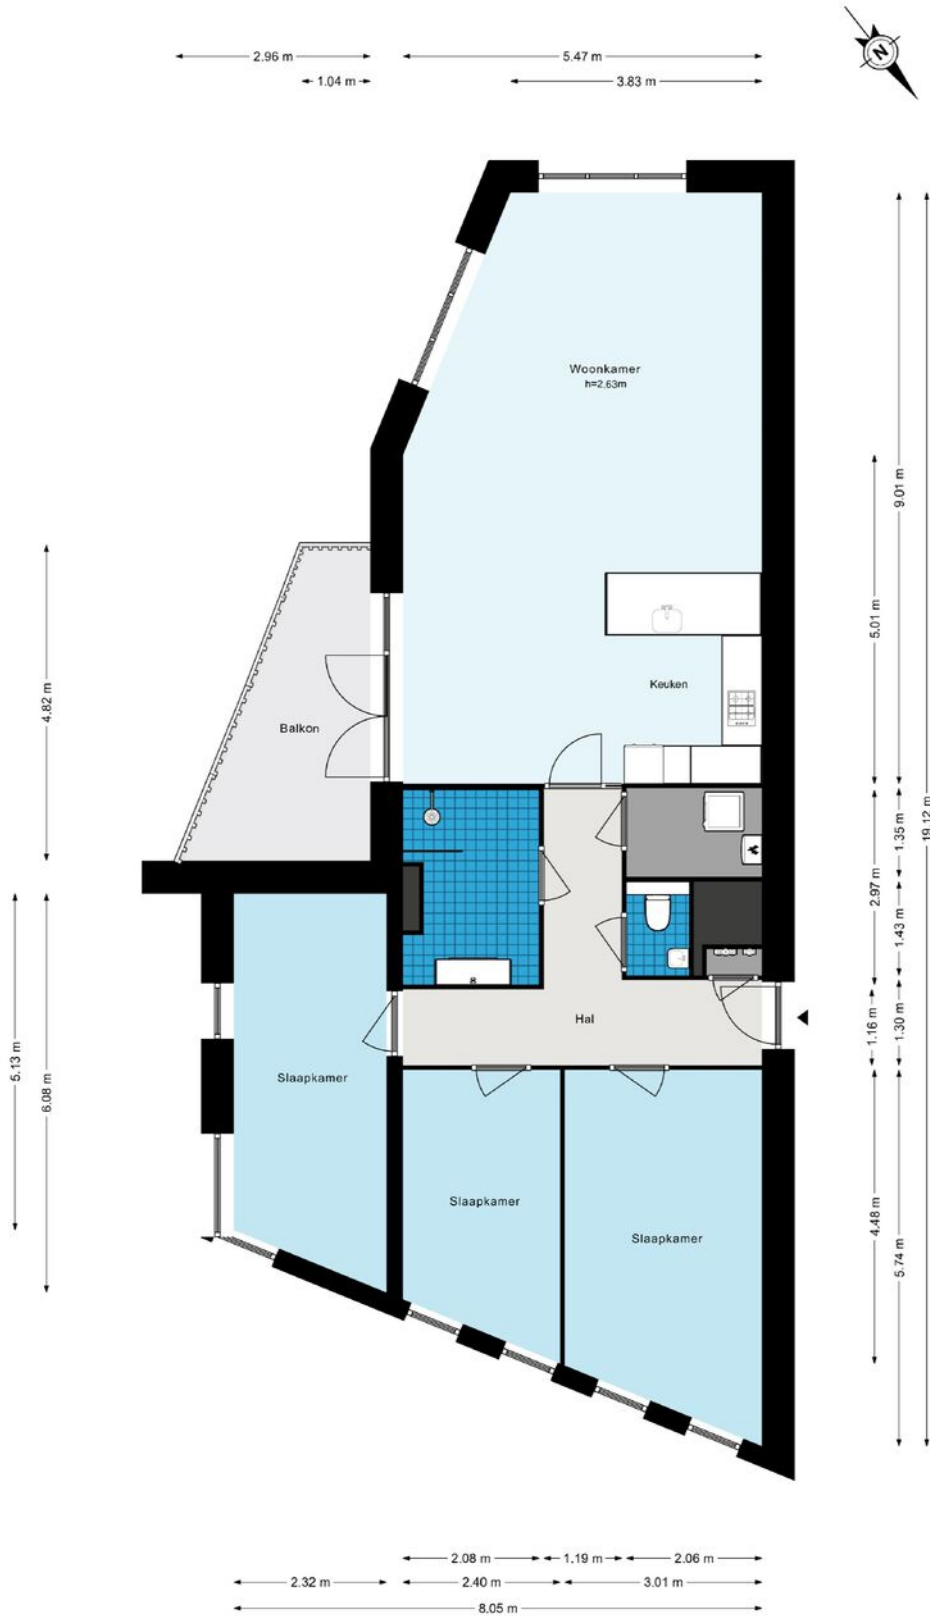 2.96 m
5.47 m
1.04 m
3.83 m
N
Woonkamer
h=2.63m
9.01 m
5.01 m
4.82 m
Keuken
Balkon
19.12 m
1.35 m
2.97 m
1.43 m
Hal
1.16 m
1.30 m
5.13 m
6.08 m
Slaapkamer
Slaapkamer
Slaapkamer
4.48 m
5.74 m
2.08 m
1.19 m
2.06 m
2.32 m
2.40 m
3.01 m
8.05 m